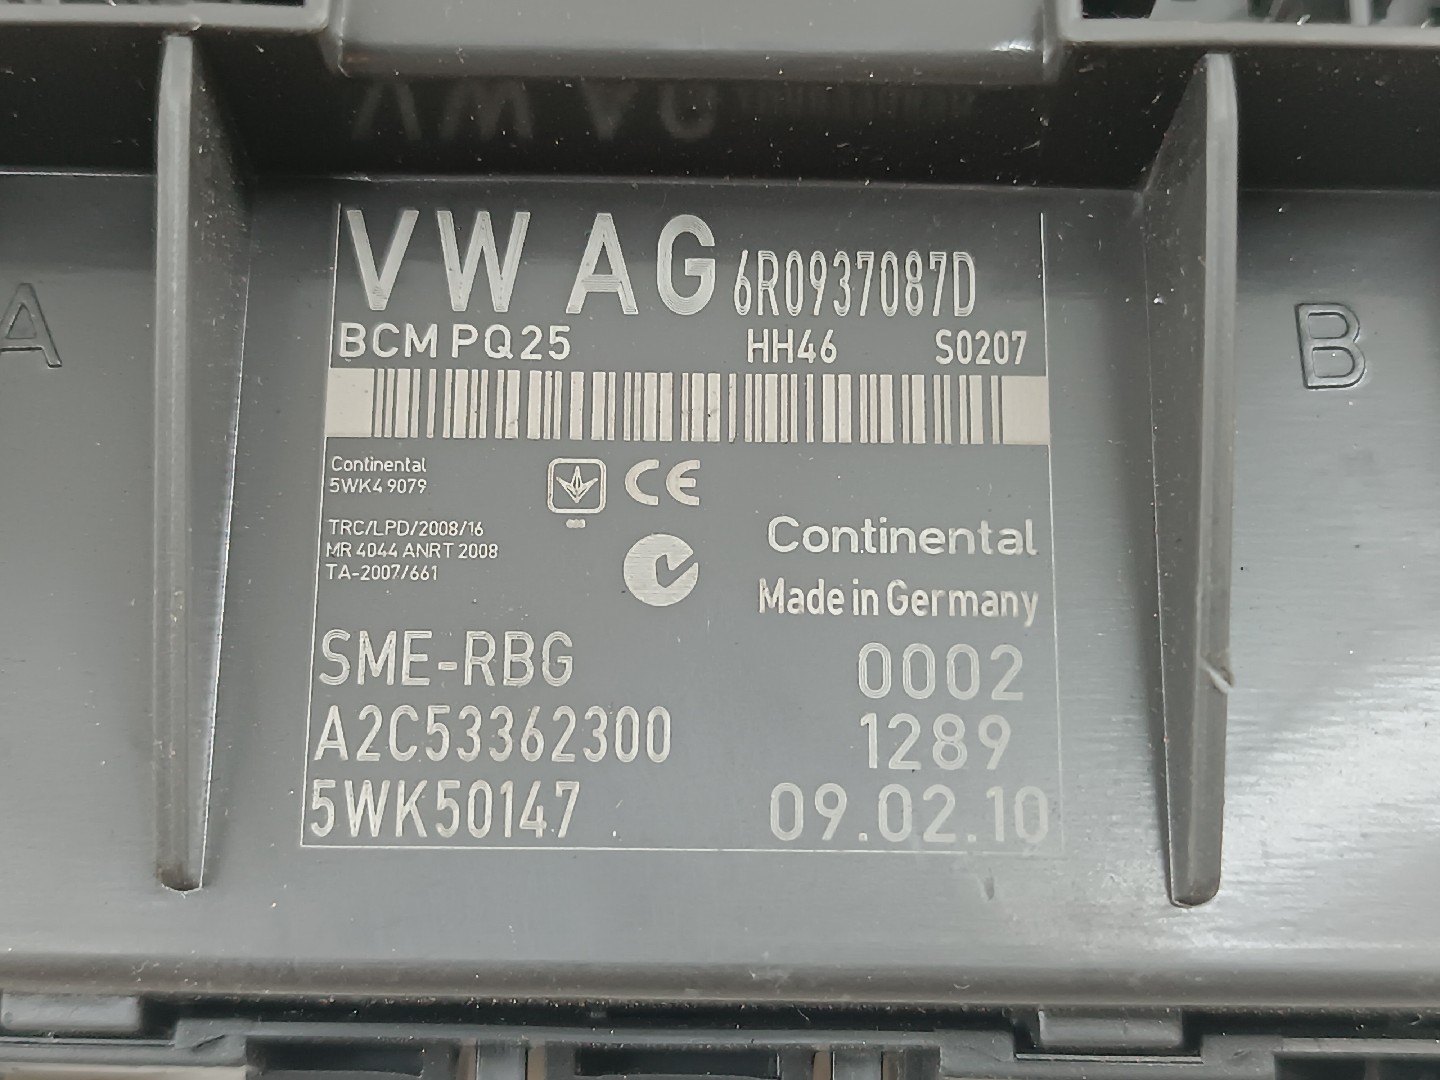 VW AG 6R0937087D
BCM PQ25 HH46 S0207
A
B
Continental
5WK4 9079
CE
TRC/LPD/2008/16
MR 4044 ANRT 2008
TA-2007/661
Continental
Made in Germany
SME-RBG 0002
A2C53362300 1289
5WK50147 09.02.10